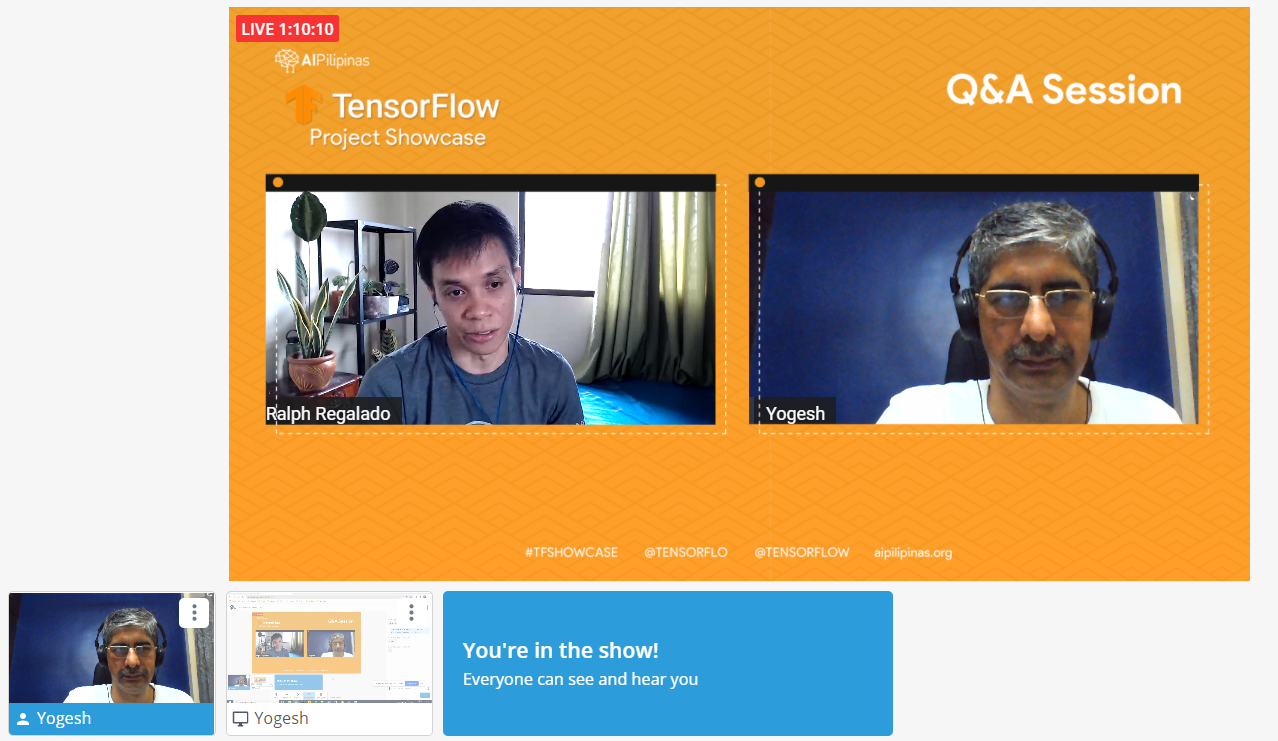 LIVE 1:10:10
AIPilipinas
TensorFlow
Project Showcase
Q&A Session
Ralph Regalado
Yogesh
#TFSHOWCASE @TENSORFLO @TENSORFLOW aipilipinas.org
Yogesh
Q&A Session
Yogesh
You're in the show!
Everyone can see and hear you